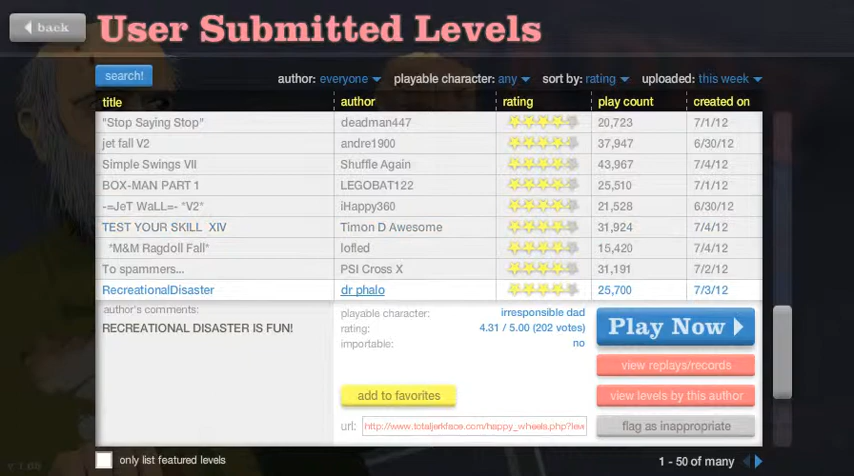 back
User Submitted Levels
search!
author: everyone playable character: any sort by: rating uploaded: this week
title author rating play count created on
"Stop Saying Stop" deadman447 20,723 7/1/12
jet fall V2 andre1900 37,947 6/30/12
Simple Swings VII Shuffle Again 43,967 7/4/12
BOX-MAN PART 1 LEGOBAT122 25,510 7/1/12
-=JeT WaLL=- *V2* iHappy360 21,528 6/30/12
TEST YOUR SKILL XIV Timon D Awesome 31,924 7/4/12
*M&M Ragdoll Fall* lofled 15,420 7/4/12
To spammers... PSI Cross X 31,191 7/2/12
RecreationalDisaster dr phalo 25,700 7/3/12
author's comments:
RECREATIONAL DISASTER IS FUN!
playable character: irresponsible dad
rating: 4.31 / 5.00 (202 votes)
importable: no
Play Now
view replays/records
add to favorites
view levels by this author
url: http://www.totaljerkface.com/happy_wheels.php?leve
flag as inappropriate
only list featured levels
1 - 50 of many